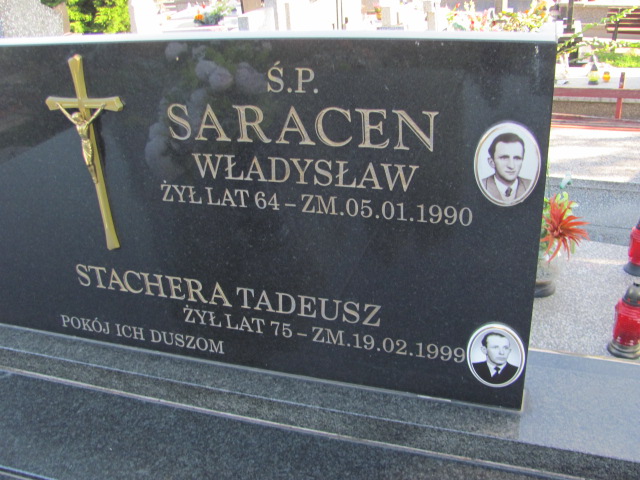 Ś.P.
SARACEN
WŁADYSŁAW
ŻYŁ LAT 64 – ZM.05.01.1990
STACHERA TADEUSZ
ŻYŁ LAT 75 – ZM.19.02.1999
POKÓJ ICH DUSZOM